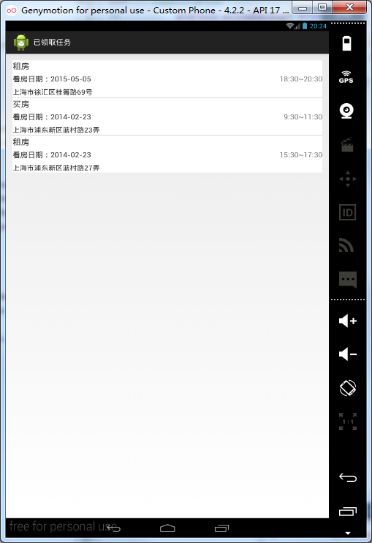 Genymotion for personal use - Custom Phone - 4.2.2 - API 17 ...
20:24
已领取任务
租房
看房日期：2015-05-05 18:30~20:30
上海市徐汇区桂箐路69号
买房
看房日期：2014-02-23 9:30~11:30
上海市浦东新区蓝村路23弄
租房
看房日期：2014-02-23 15:30~17:30
上海市浦东新区蓝村路27弄
GPS
ID
1:1
free for personal use